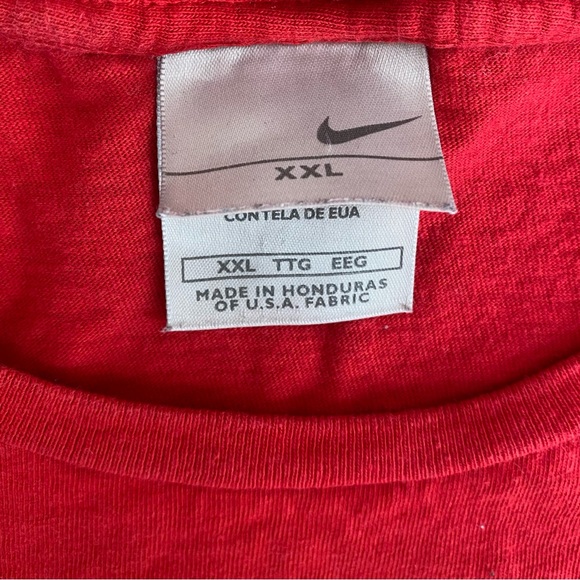 XXL
CON TELA DE EUA
XXL TTG EEG
MADE IN HONDURAS
OF U.S.A. FABRIC